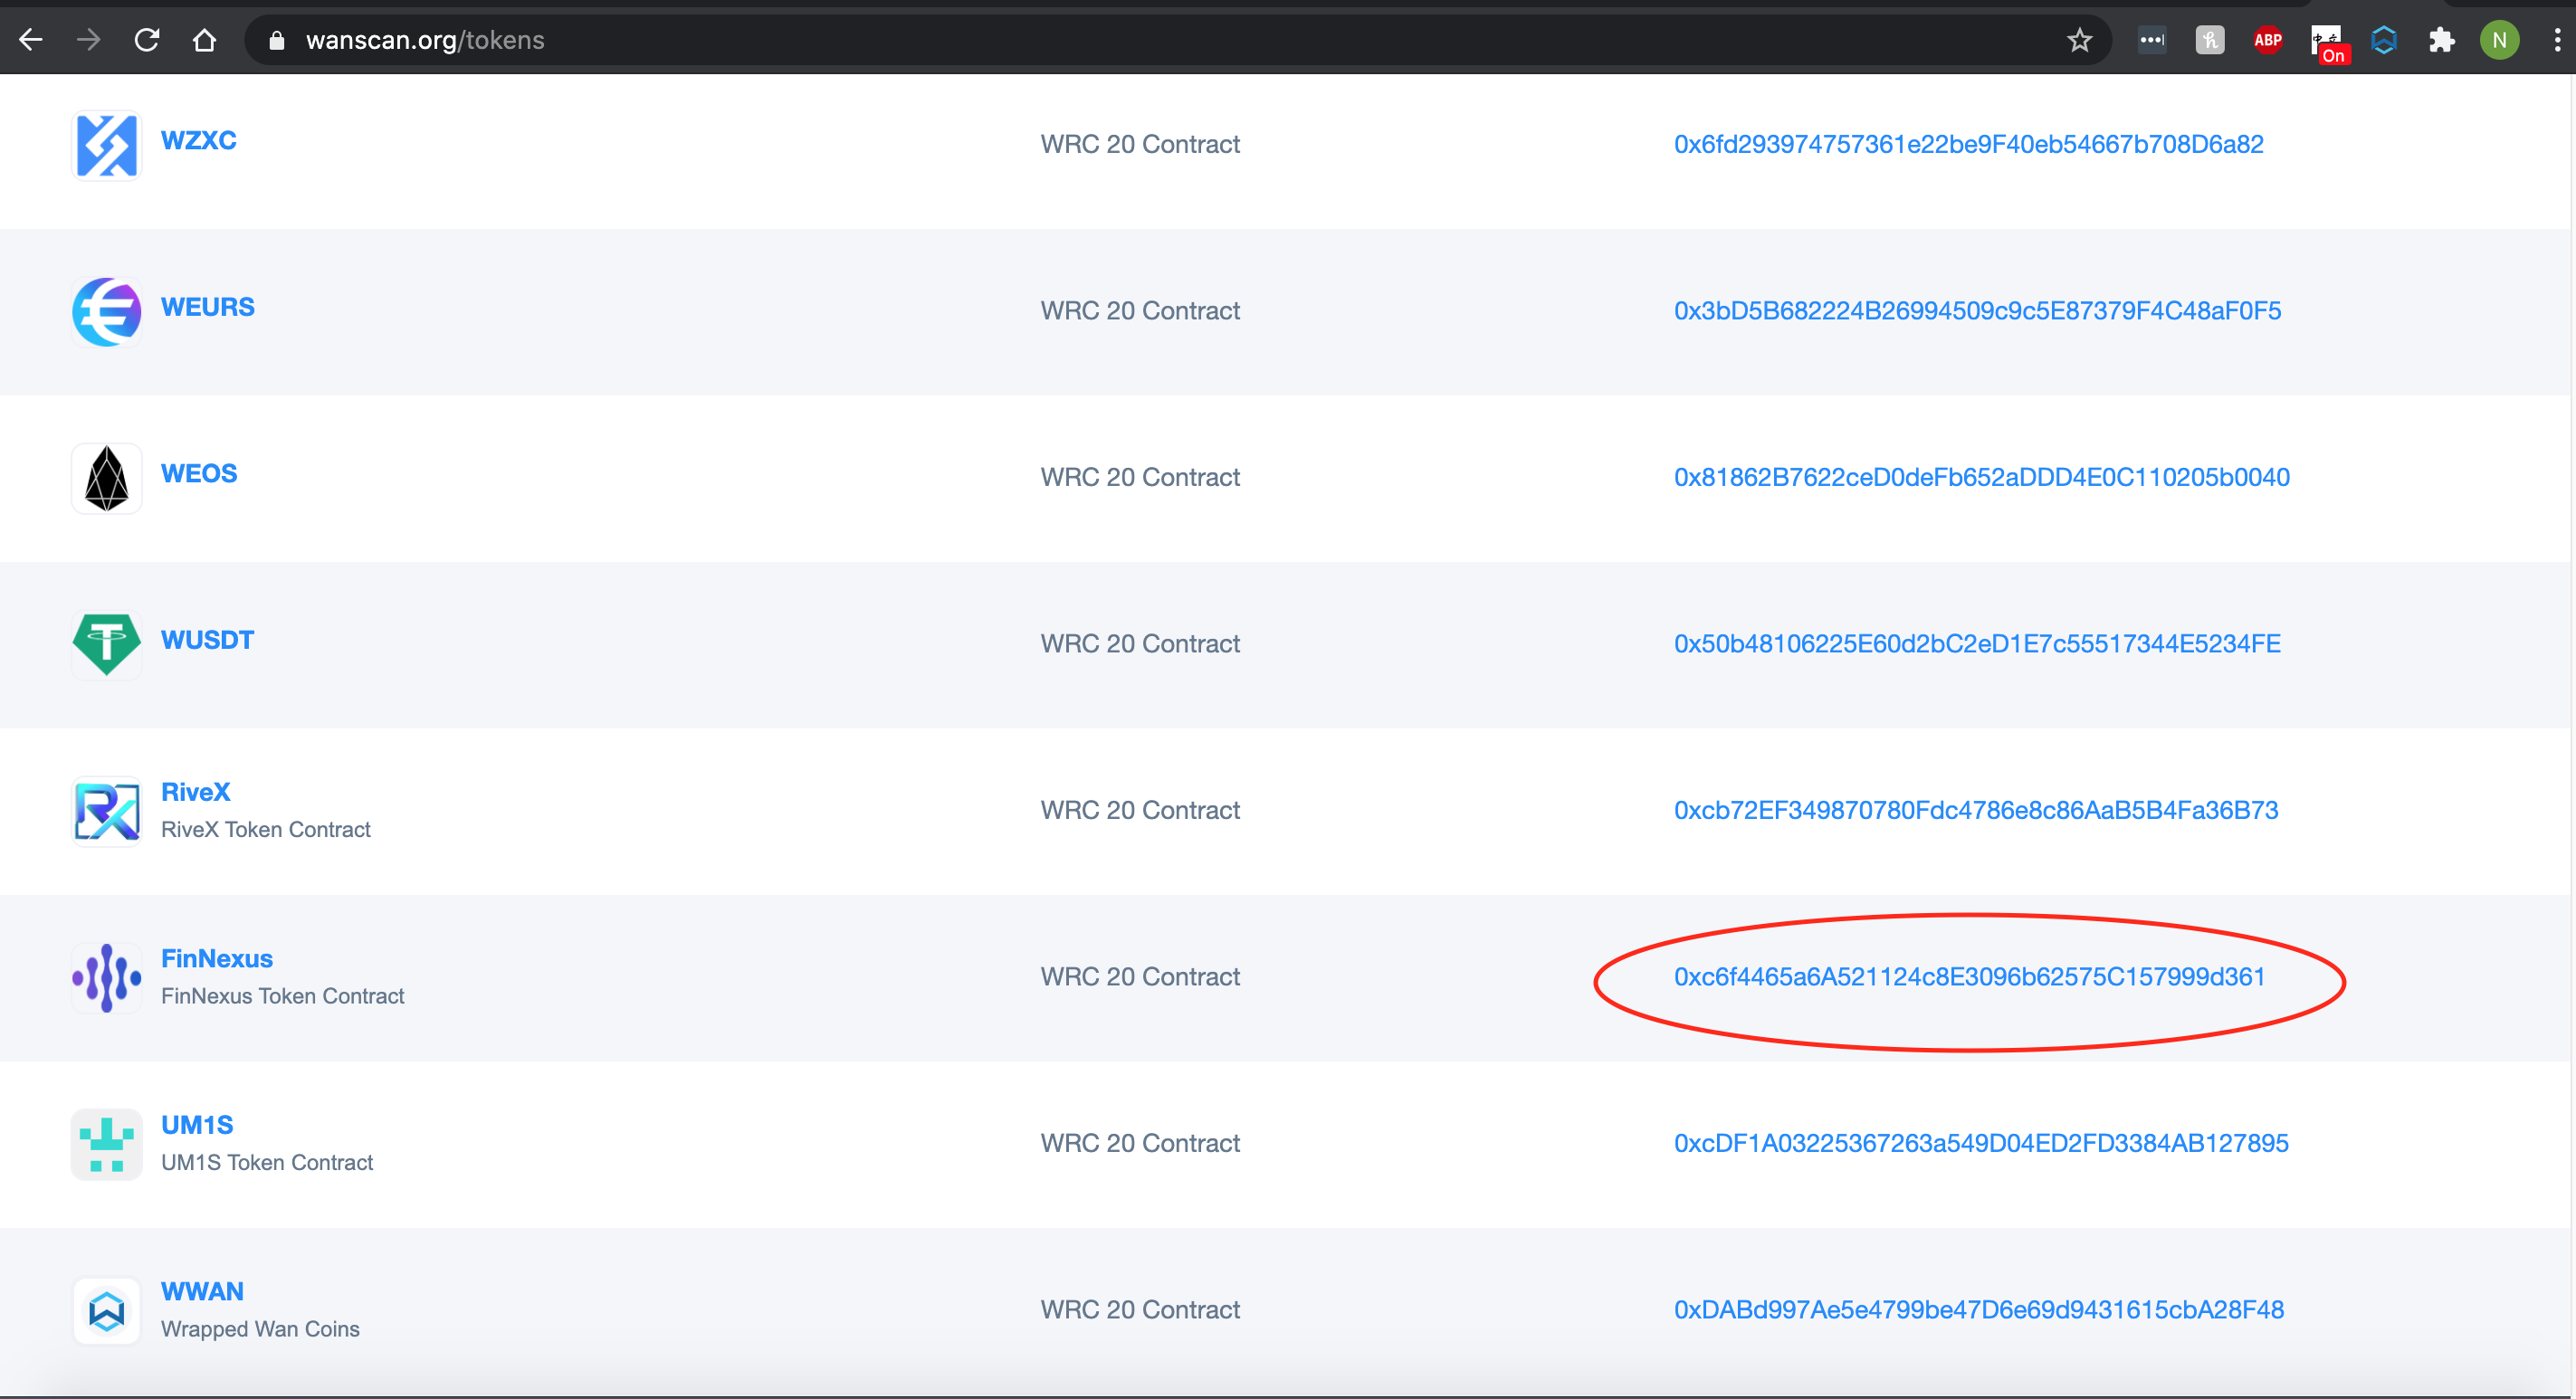 wanscan.org/tokens
ABP
On
N
WZXC
WRC 20 Contract
0x6fd293974757361e22be9F40eb54667b708D6a82
WEURS
WRC 20 Contract
0x3bD5B682224B26994509c9c5E87379F4C48aF0F5
WEOS
WRC 20 Contract
0x81862B7622ceD0deFb652aDDD4E0C110205b0040
WUSDT
WRC 20 Contract
0x50b48106225E60d2bC2eD1E7c55517344E5234FE
RiveX
RiveX Token Contract
WRC 20 Contract
0xcb72EF349870780Fdc4786e8c86AaB5B4Fa36B73
FinNexus
FinNexus Token Contract
WRC 20 Contract
0xc6f4465a6A521124c8E3096b62575C157999d361
UM1S
UM1S Token Contract
WRC 20 Contract
0xcDF1A03225367263a549D04ED2FD3384AB127895
WWAN
Wrapped Wan Coins
WRC 20 Contract
0xDABd997Ae5e4799be47D6e69d9431615cbA28F48